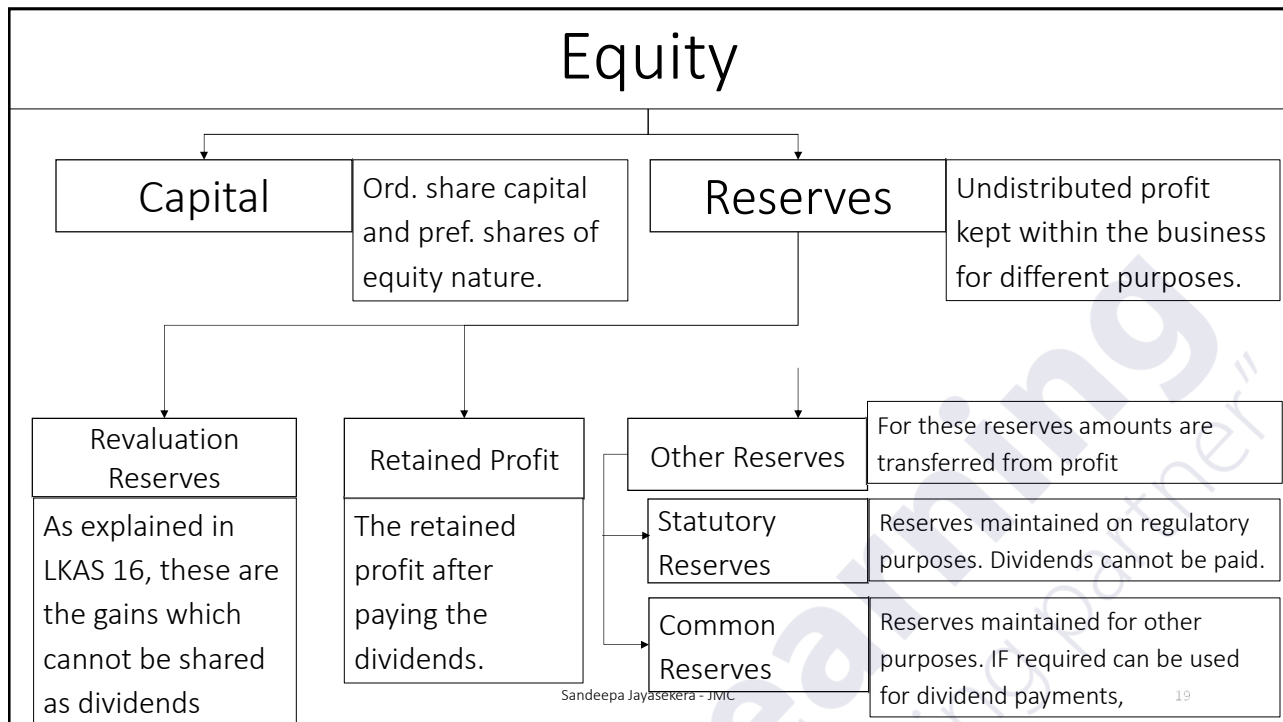 Equity
Capital
Ord. share capital
and pref. shares of
equity nature.
Reserves
Undistributed profit
kept within the business
for different purposes.
Revaluation
Reserves
As explained in
LKAS 16, these are
the gains which
cannot be shared
as dividends
Retained Profit
The retained
profit after
paying the
dividends.
Other Reserves
For these reserves amounts are
transferred from profit
Statutory
Reserves
Reserves maintained on regulatory
purposes. Dividends cannot be paid.
Common
Reserves
Reserves maintained for other
purposes. IF required can be used
for dividend payments,
Sandeepa Jayasekera - JMC
19
partner"